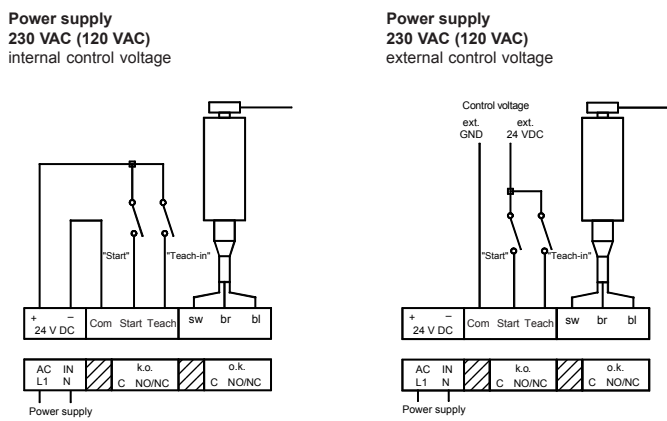 Power supply
230 VAC (120 VAC)
internal control voltage
"Start"
"Teach-in"
+ –
24 V DC
Com Start Teach
sw br bl
AC IN
L1 N
k.o.
C NO/NC
o.k.
C NO/NC
Power supply
Power supply
230 VAC (120 VAC)
external control voltage
Control voltage
ext.
GND
ext.
24 VDC
"Start"
"Teach-in"
+ –
24 V DC
Com Start Teach
sw br bl
AC IN
L1 N
k.o.
C NO/NC
o.k.
C NO/NC
Power supply